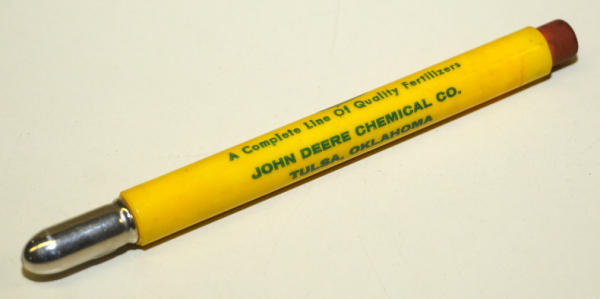 A Complete Line Of Quality Fertilizers
JOHN DEERE CHEMICAL CO.
TULSA, OKLAHOMA